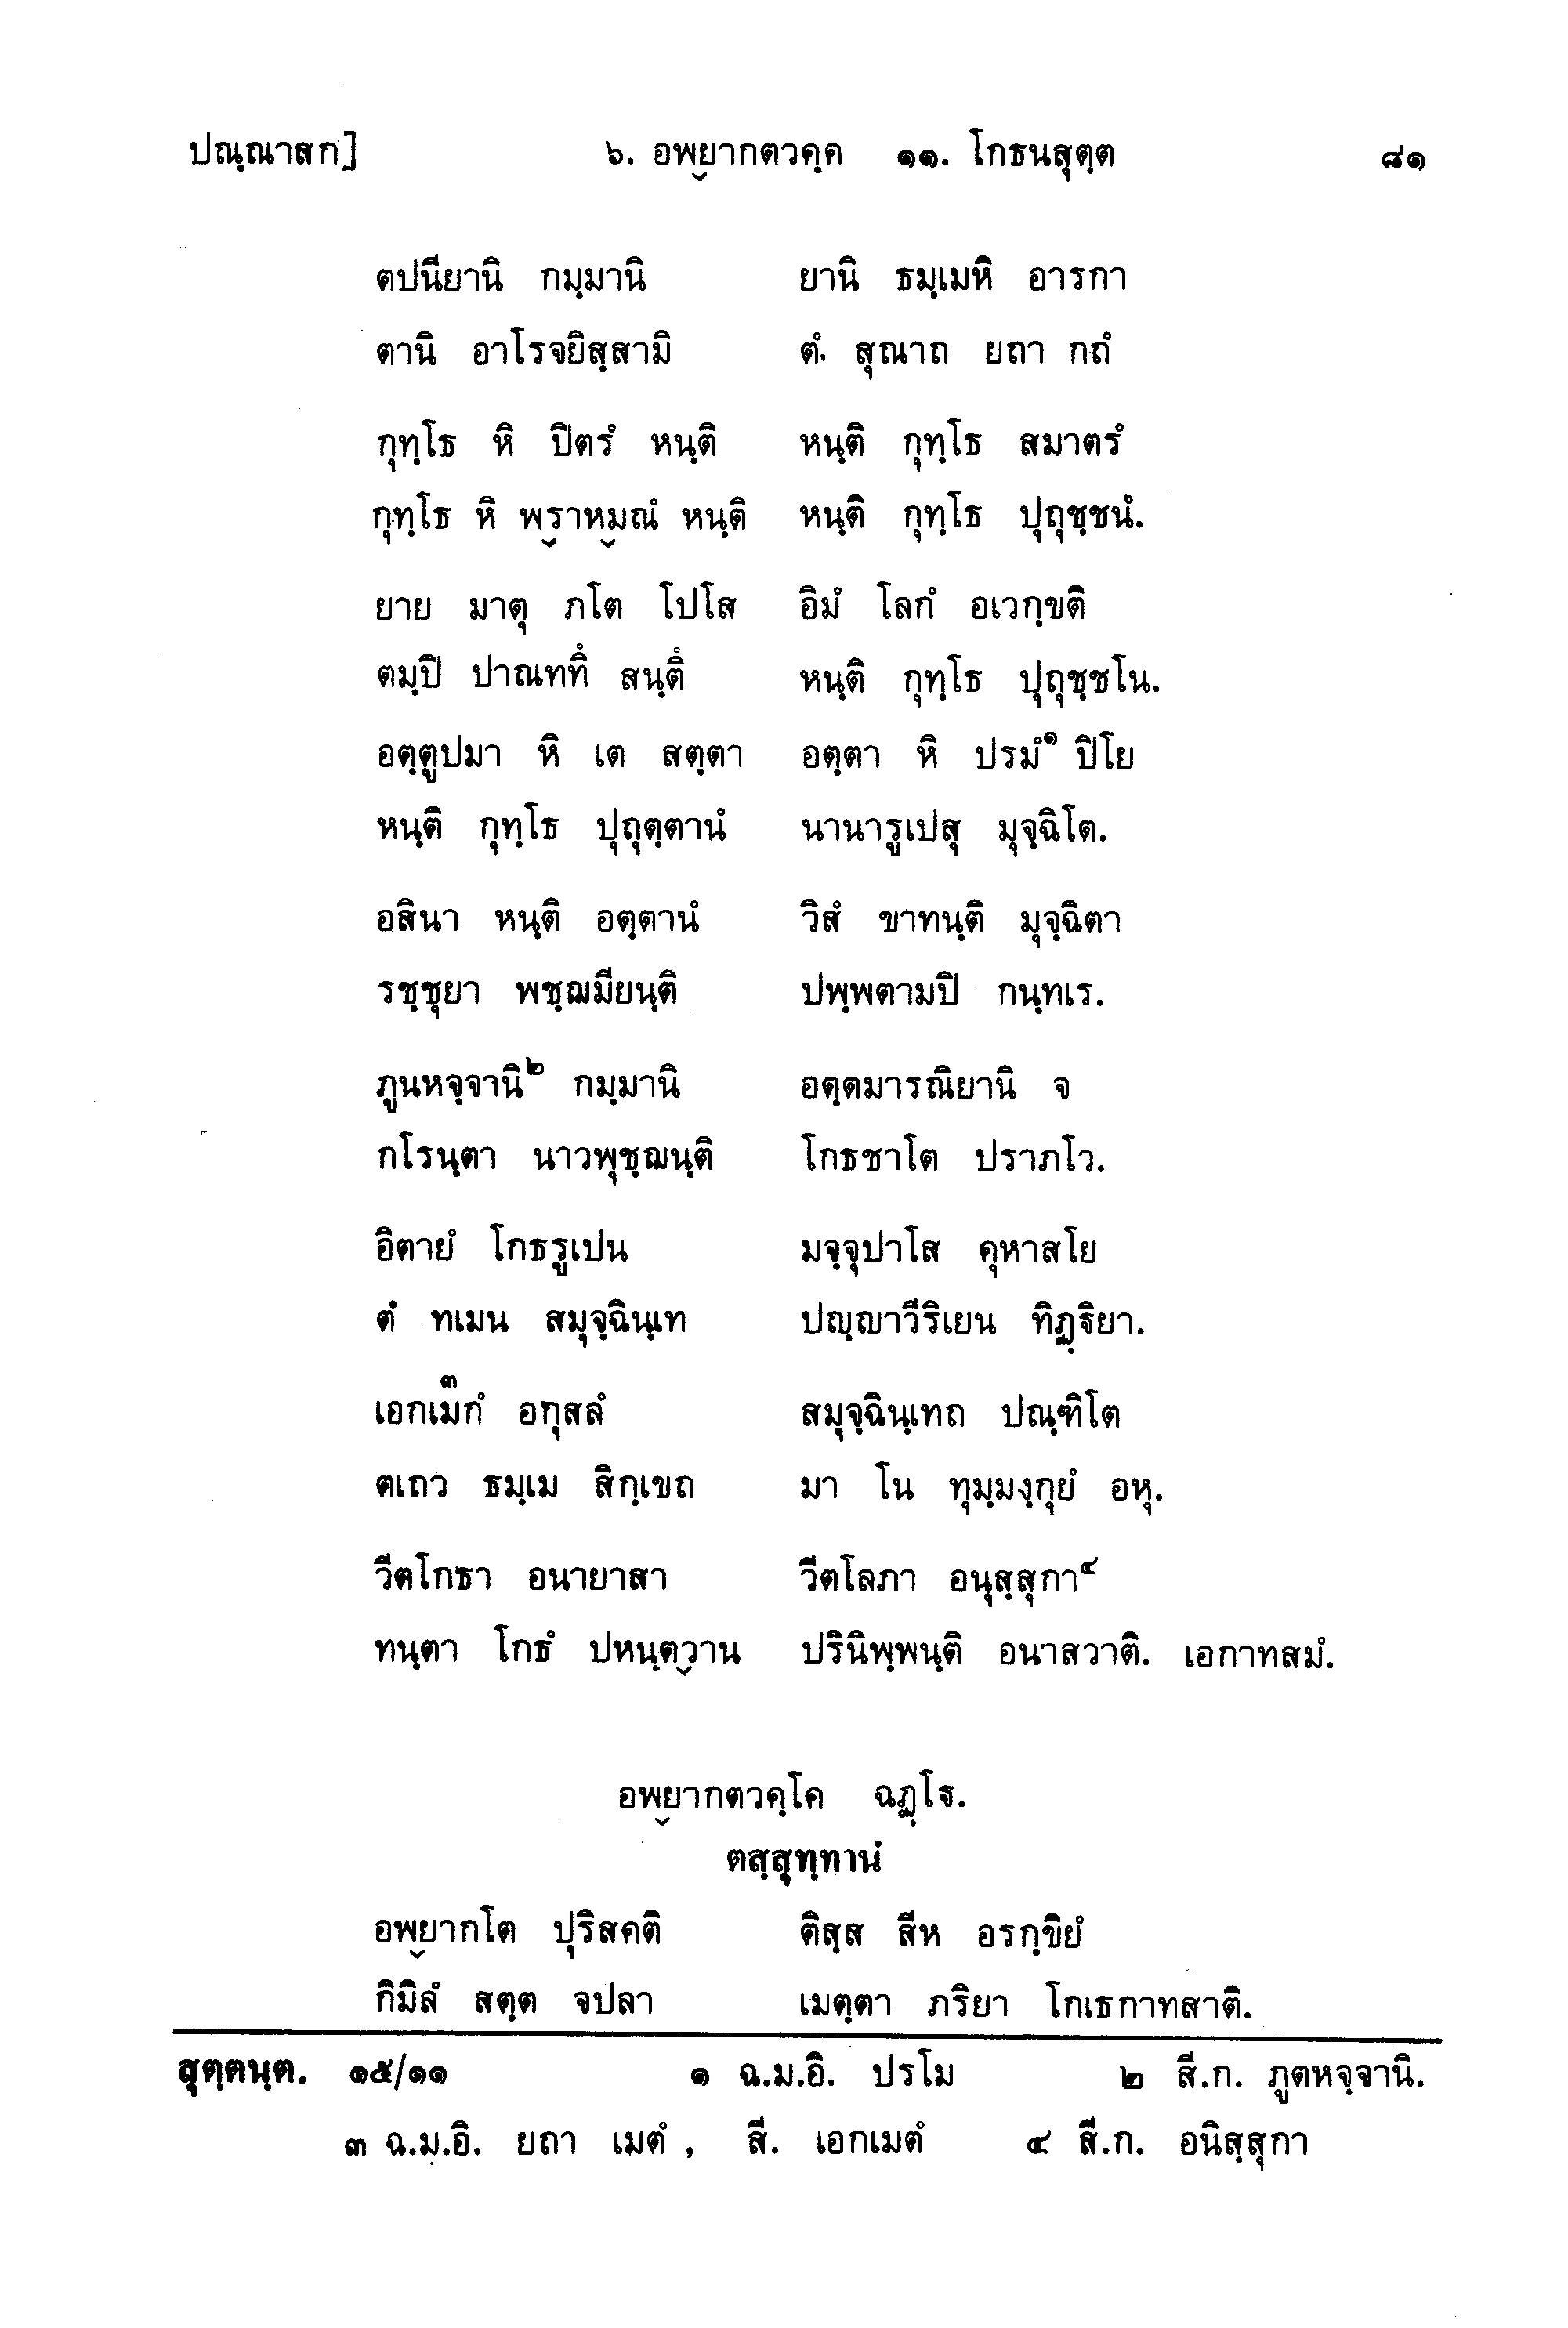 ปณฺณาสก] ๖. อพฺยากตวคฺค ๑๑. โกธนสุตฺต ๘๑
ตปนียานิ กมฺมานิ ยานิ ธมฺเมหิ อารกา
ตานิ อาโรจยิสฺสามิ ตํ. สุณาถ ยถา กถํ
กุทฺโธ หิ ปิตรํ หนฺติ หนฺติ กุทฺโธ สมาตรํ
กุทฺโธ หิ พฺราหฺมณํ หนฺติ หนฺติ กุทฺโธ ปุถุชฺชนํ.
ยาย มาตุ ภโต โปโส อิมํ โลกํ อเวกฺขติ
ตมฺปิ ปาณททึ สนฺตึ หนฺติ กุทฺโธ ปุถุชฺชโน.
อตฺตูปมา หิ เต สตฺตา อตฺตา หิ ปรมํ๑ ปิโย
หนฺติ กุทฺโธ ปุถุตฺตานํ นานารูเปสุ มุจฺฉิโต.
อสินา หนฺติ อตฺตานํ วิสํ ขาทนฺติ มุจฺฉิตา
รชฺชุยา พชฺฌมียนฺติ ปพฺพตามปิ กนฺทเร.
ภูนหจฺจานิ๒ กมฺมานิ อตฺตมารณิยานิ จ
กโรนฺตา นาวพุชฺฌนฺติ โกธชาโต ปราภโว.
อิตายํ โกธรูเปน มจฺจุปาโส คุหาสโย
ตํ ทเมน สมุจฺฉินฺเท ปญฺญาวีริเยน ทิฏฺฐิยา.
เอกเม๓กํ อกุสลํ สมุจฺฉินฺเทถ ปณฺฑิโต
ตเถว ธมฺเม สิกฺเขถ มา โน ทุมฺมงฺกุยํ อหุ.
วีตโกธา อนายาสา วีตโลภา อนุสฺสุกา๔
ทนฺตา โกธํ ปหนฺตฺวาน ปรินิพฺพนฺติ อนาสวาติ. เอกาทสมํ.
อพฺยากตวคฺโค ฉฏฺโฐ.
ตสฺสุทฺทานํ
อพฺยากโต ปุริสคติ ติสฺส สีห อรกฺขิยํ
กิมิลํ สตฺต จปลา เมตฺตา ภริยา โกเธกาทสาติ.
สุตฺตนฺต. ๑๕/๑๑ ๑ ฉ.ม.อิ. ปรโม ๒ สี.ก. ภูตหจฺจานิ.
๓ ฉ.ม.อิ. ยถา เมตํ , สี. เอกเมตํ ๔ สี.ก. อนิสฺสุกา